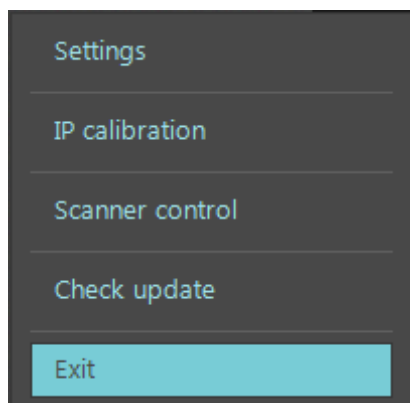 Settings
IP calibration
Scanner control
Check update
Exit